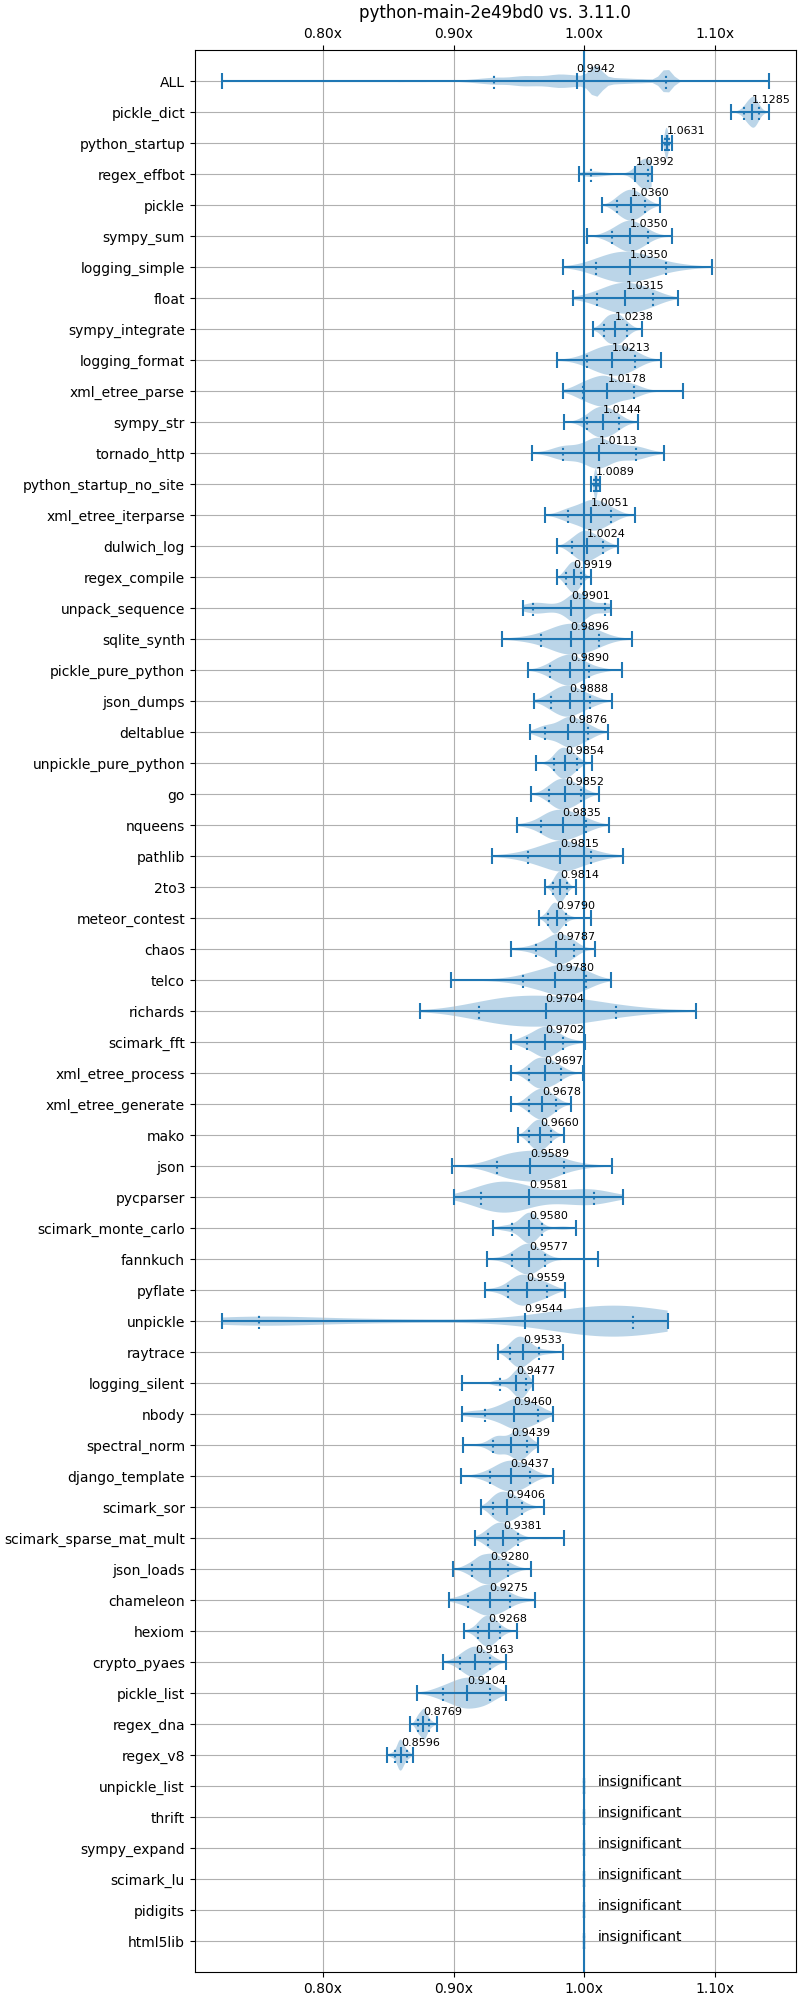 python-main-2e49bd0 vs. 3.11.0
0.80x 0.90x 1.00x 1.10x
ALL 0.9942
pickle_dict 1.1285
python_startup 1.0631
regex_effbot 1.0392
pickle 1.0360
sympy_sum 1.0350
logging_simple 1.0350
float 1.0315
sympy_integrate 1.0238
logging_format 1.0213
xml_etree_parse 1.0178
sympy_str 1.0144
tornado_http 1.0113
python_startup_no_site 1.0089
xml_etree_iterparse 1.0051
dulwich_log 1.0024
regex_compile 0.9919
unpack_sequence 0.9901
sqlite_synth 0.9896
pickle_pure_python 0.9890
json_dumps 0.9888
deltablue 0.9876
unpickle_pure_python 0.9854
go 0.9852
nqueens 0.9835
pathlib 0.9815
2to3 0.9814
meteor_contest 0.9790
chaos 0.9787
telco 0.9780
richards 0.9704
scimark_fft 0.9702
xml_etree_process 0.9697
xml_etree_generate 0.9678
mako 0.9660
json 0.9589
pycparser 0.9581
scimark_monte_carlo 0.9580
fannkuch 0.9577
pyflate 0.9559
unpickle 0.9544
raytrace 0.9533
logging_silent 0.9477
nbody 0.9460
spectral_norm 0.9439
django_template 0.9437
scimark_sor 0.9406
scimark_sparse_mat_mult 0.9381
json_loads 0.9280
chameleon 0.9275
hexiom 0.9268
crypto_pyaes 0.9163
pickle_list 0.9104
regex_dna 0.8769
regex_v8 0.8596
unpickle_list insignificant
thrift insignificant
sympy_expand insignificant
scimark_lu insignificant
pidigits insignificant
html5lib insignificant
0.80x 0.90x 1.00x 1.10x